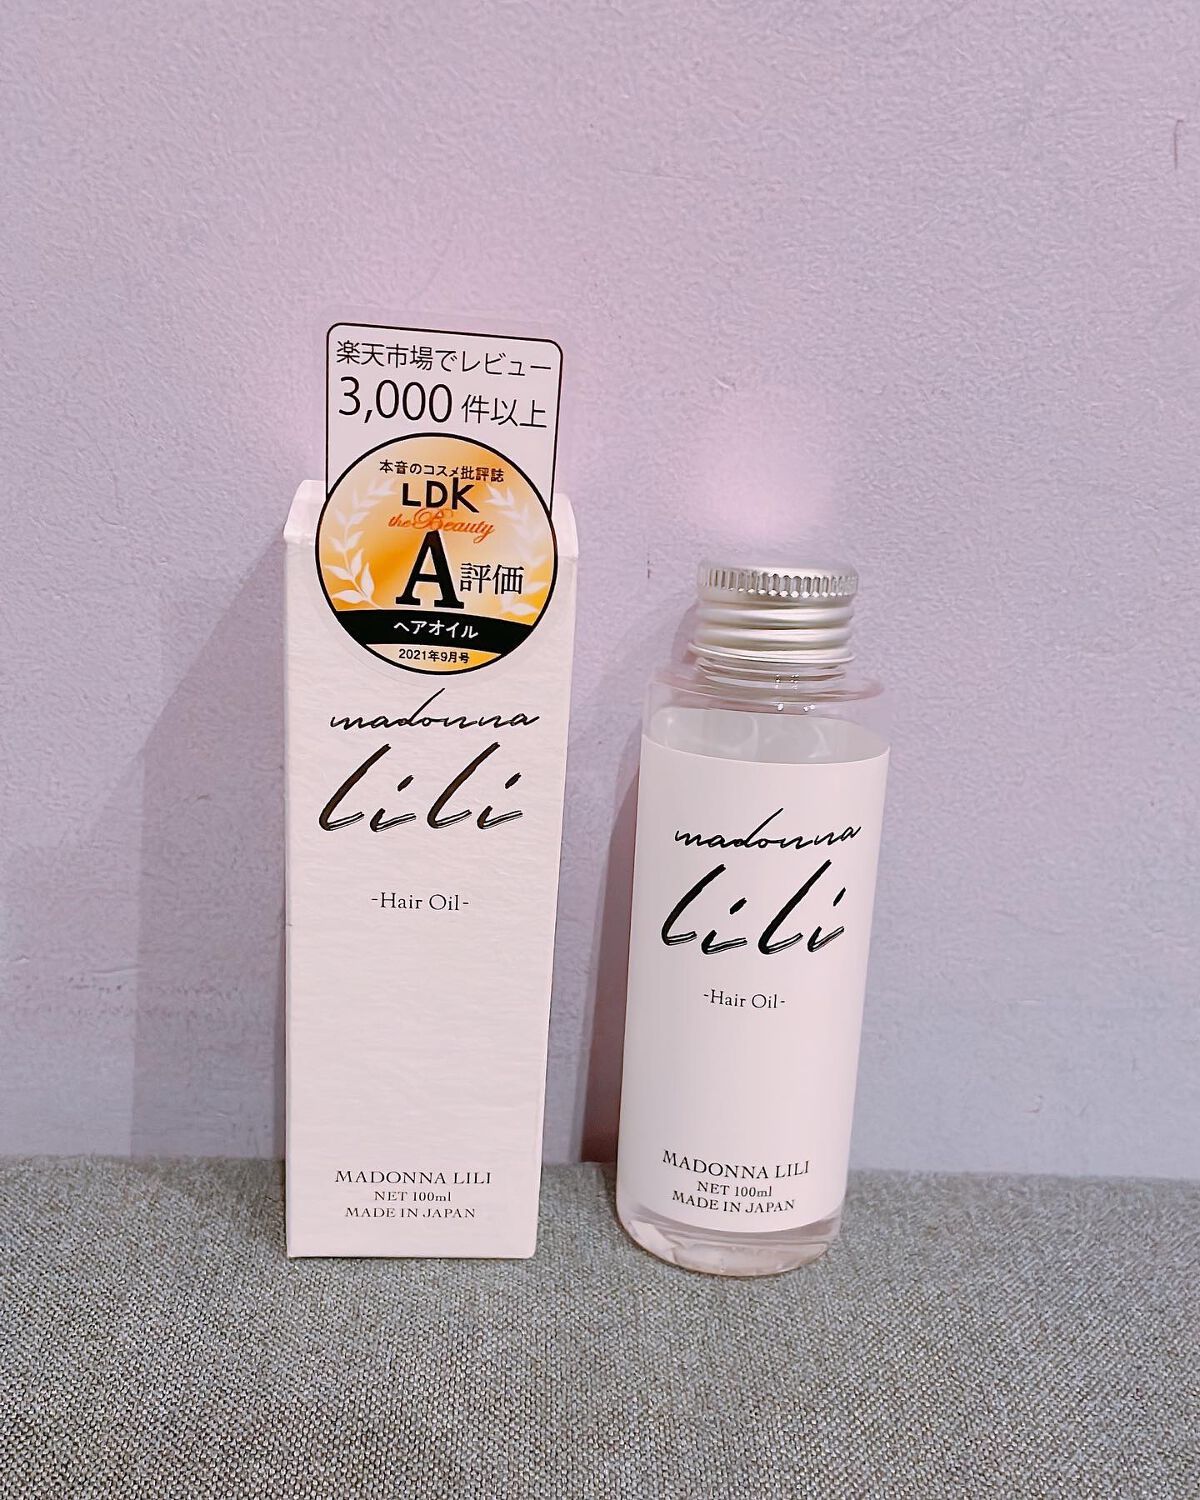 楽天市場でレビュー
3,000 件以上
本音のコスメ批評誌
LDK
the Beauty
A評価
ヘアオイル
2021年9月号
madonna
lili
-Hair Oil-
MADONNA LILI
NET 100ml
MADE IN JAPAN
madonna
lili
-Hair Oil-
MADONNA LILI
NET 100ml
MADE IN JAPAN